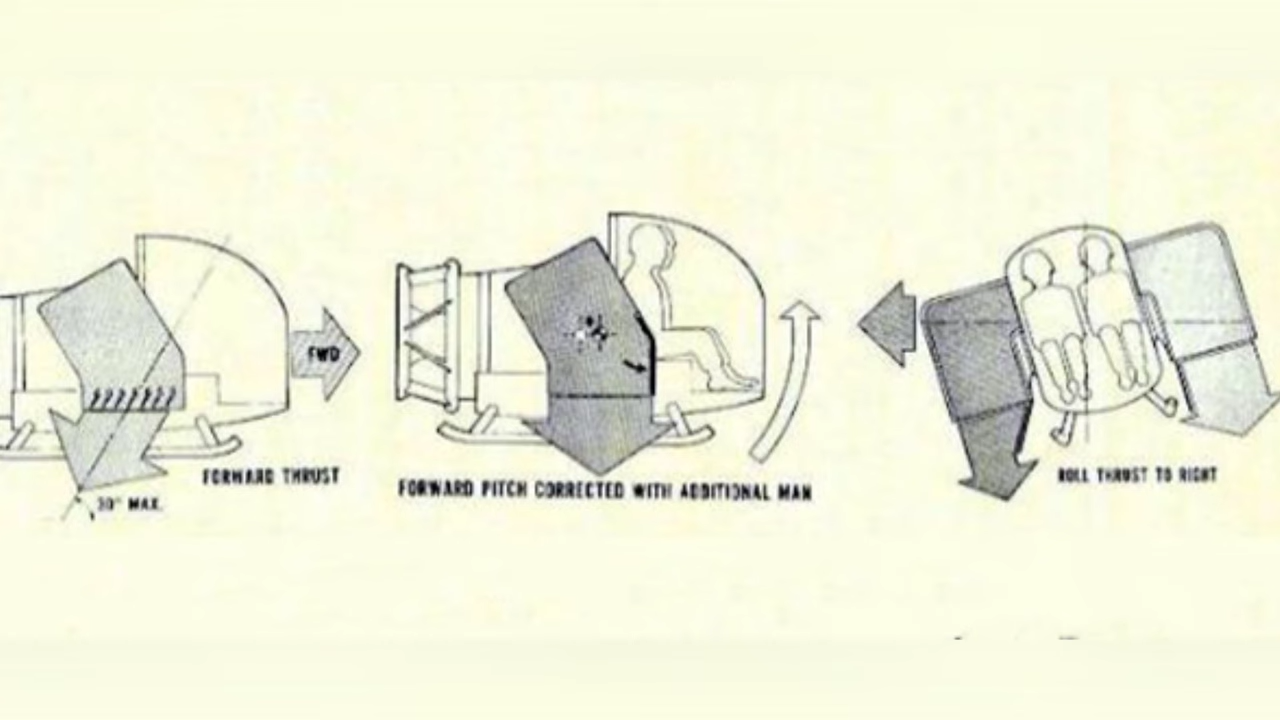 FWD
FORWARD THRUST
30° MAX.
FORWARD PITCH CORRECTED WITH ADDITIONAL MAN
ROLL THRUST TO RIGHT